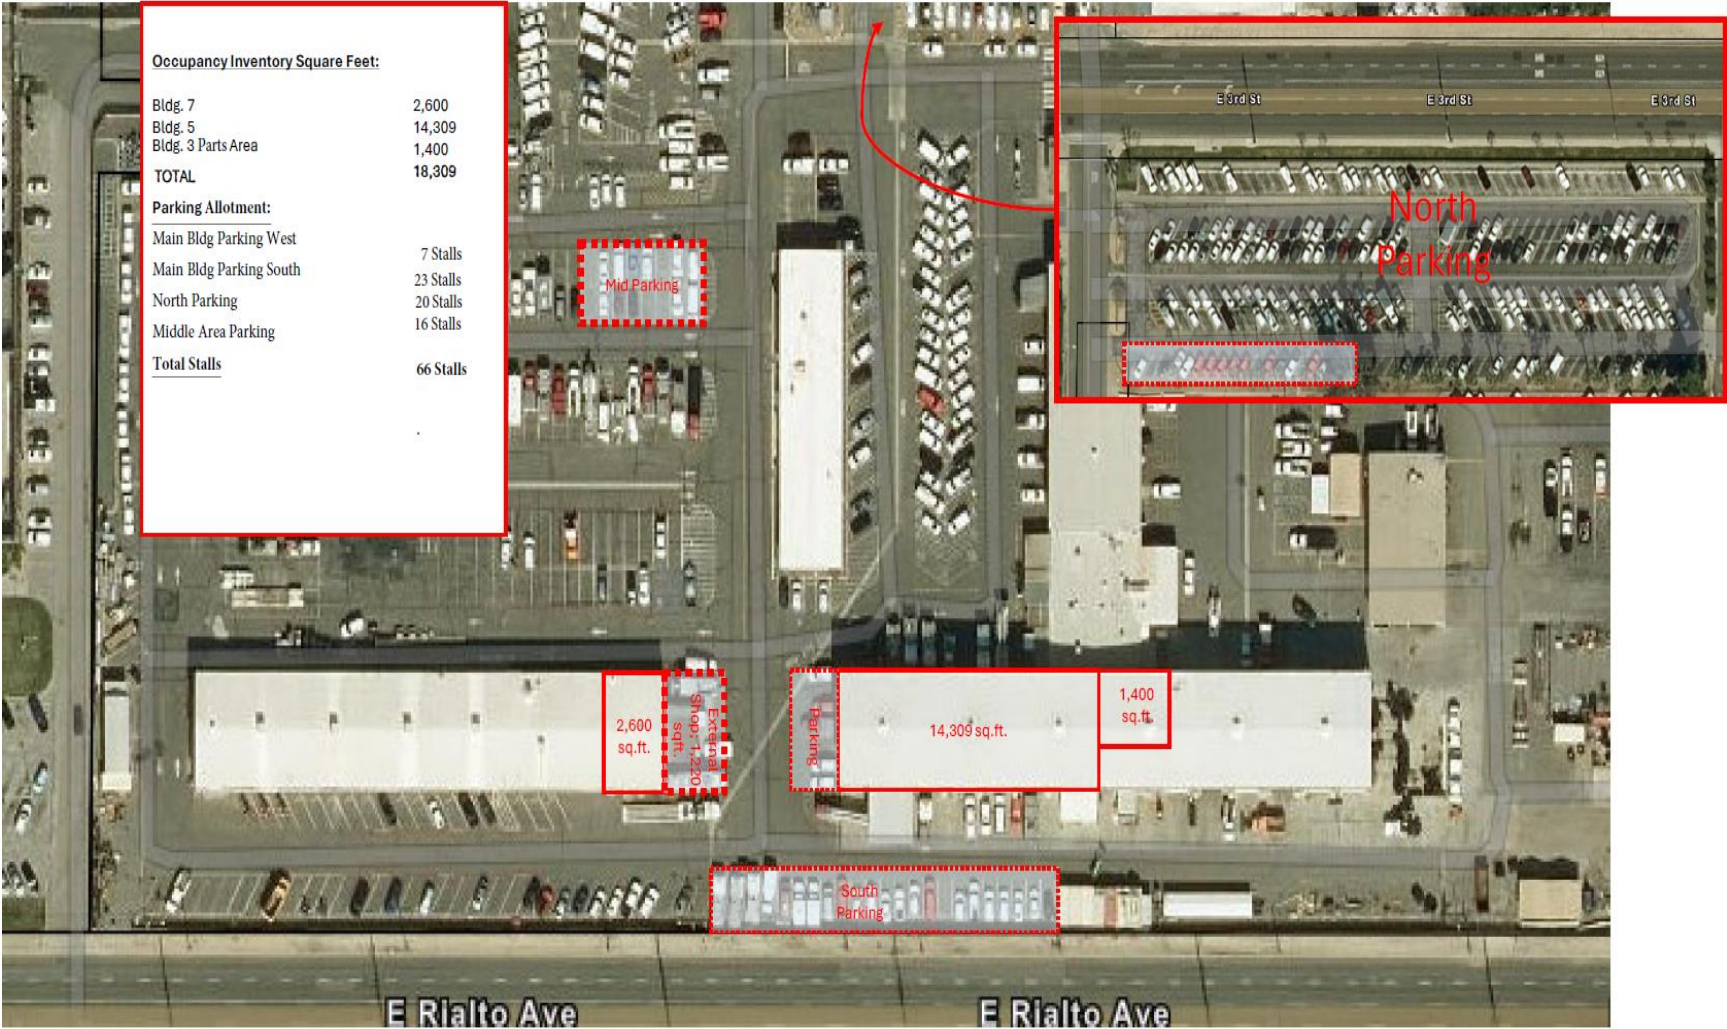 Occupancy Inventory Square Feet:
Bldg. 7 2,600
Bldg. 5 14,309
Bldg. 3 Parts Area 1,400
TOTAL 18,309
Parking Allotment:
Main Bldg Parking West 7 Stalls
Main Bldg Parking South 23 Stalls
North Parking 20 Stalls
Middle Area Parking 16 Stalls
Total Stalls 66 Stalls
.
E 3rd St E 3rd St E 3rd St
North
Parking
Mid Parking
2,600
sq.ft.
External
Shop: 1,220
sqft.
Parking
14,309 sq.ft.
1,400
sq.ft.
South
Parking
E Rialto Ave E Rialto Ave